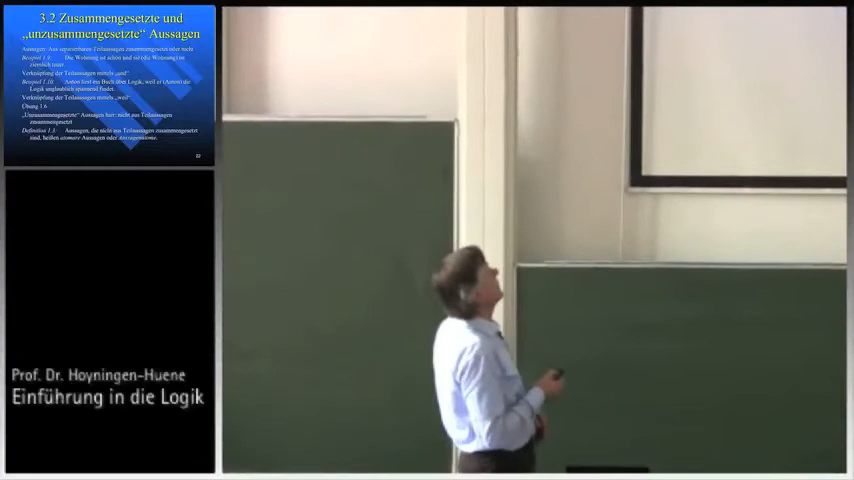 3.2 Zusammengesetzte und
„unzusammengesetzte“ Aussagen
Aussagen: Aus separierbaren Teilaussagen zusammengesetzt oder nicht
Beispiel 1.9: Die Wohnung ist schön und sie (die Wohnung) ist
ziemlich teuer.
Verknüpfung der Teilaussagen mittels „und“
Beispiel 1.10: Anton liest ein Buch über Logik, weil er (Anton) die
Logik unglaublich spannend findet.
Verknüpfung der Teilaussagen mittels „weil“.
Übung 1.6
„Unzusammengesetzte“ Aussagen hier: nicht aus Teilaussagen
zusammengesetzt
Definition 1.3: Aussagen, die nicht aus Teilaussagen zusammengesetzt
sind, heißen atomare Aussagen oder Aussagenatome.
22
Prof. Dr. Hoyningen-Huene
Einführung in die Logik